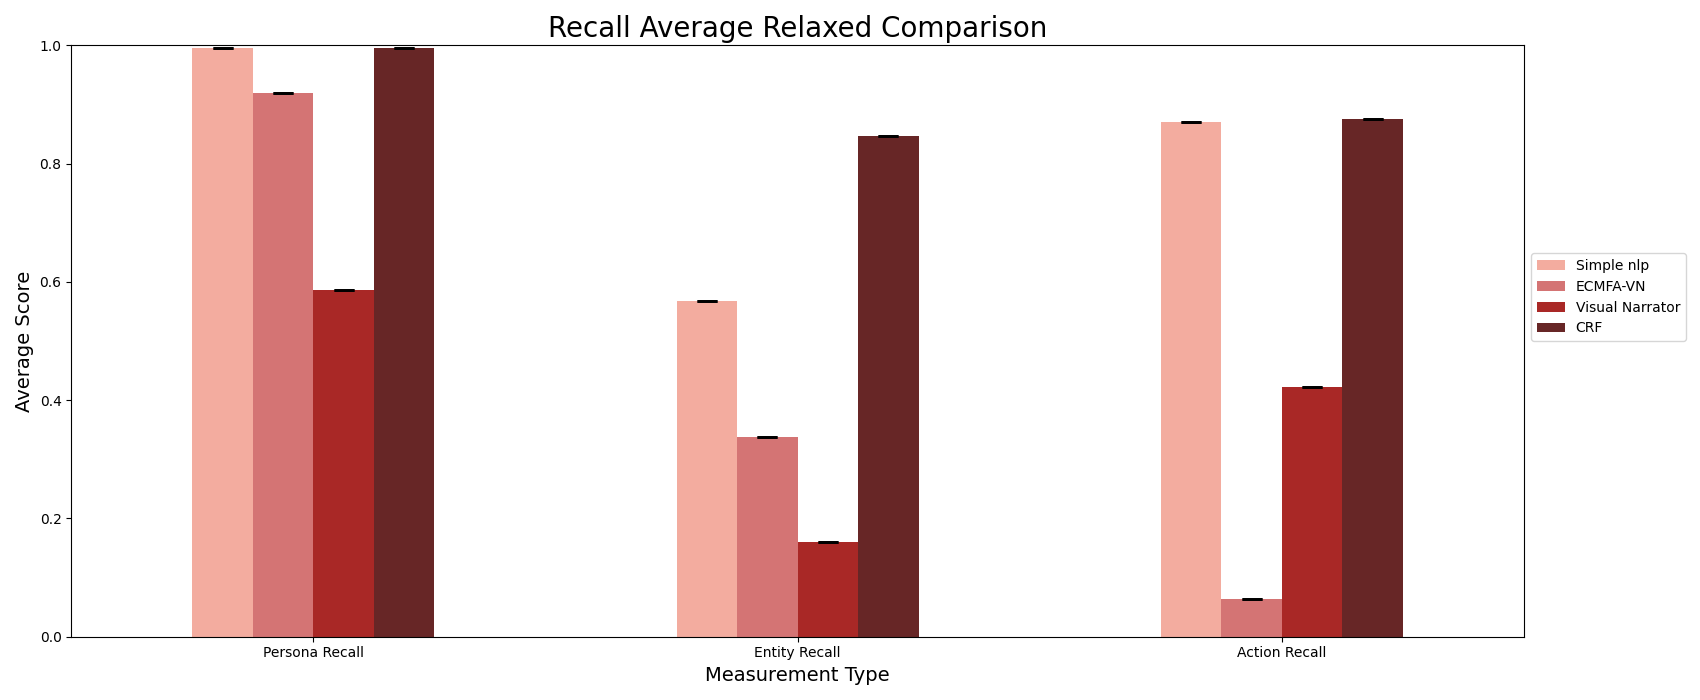 Recall Average Relaxed Comparison
1.0
0.8
0.6
0.4
0.2
0.0
Average Score
Persona Recall
Entity Recall
Action Recall
Measurement Type
Simple nlp
ECMFA-VN
Visual Narrator
CRF